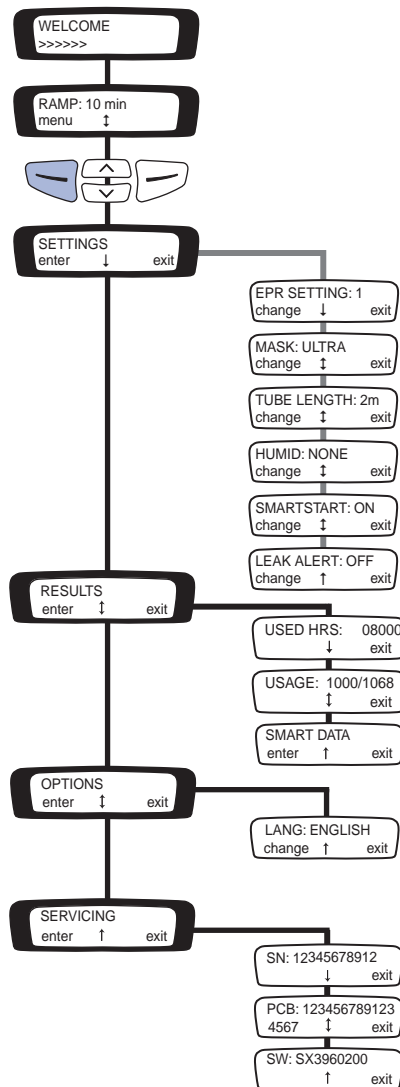 WELCOME
>>>>>>
RAMP: 10 min
menu ↕
SETTINGS
enter ↓ exit
EPR SETTING: 1
change ↓ exit
MASK: ULTRA
change ↕ exit
TUBE LENGTH: 2m
change ↕ exit
HUMID: NONE
change ↕ exit
SMARTSTART: ON
change ↕ exit
LEAK ALERT: OFF
change ↑ exit
RESULTS
enter ↕ exit
USED HRS: 08000
↓ exit
USAGE: 1000/1068
↕ exit
SMART DATA
enter ↑ exit
OPTIONS
enter ↕ exit
LANG: ENGLISH
change ↑ exit
SERVICING
enter ↑ exit
SN: 12345678912
↓ exit
PCB: 123456789123
4567 ↕ exit
SW: SX3960200
↑ exit